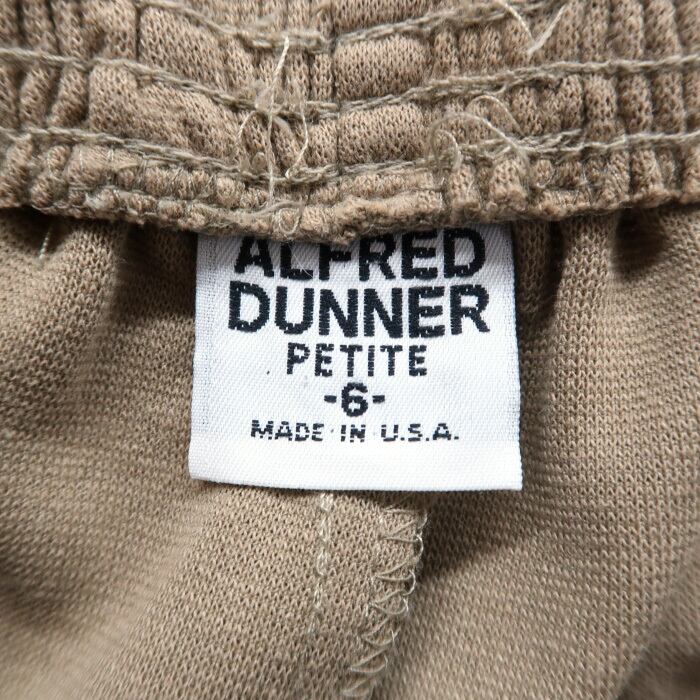 ALFRED
DUNNER
PETITE
-6-
MADE IN U.S.A.